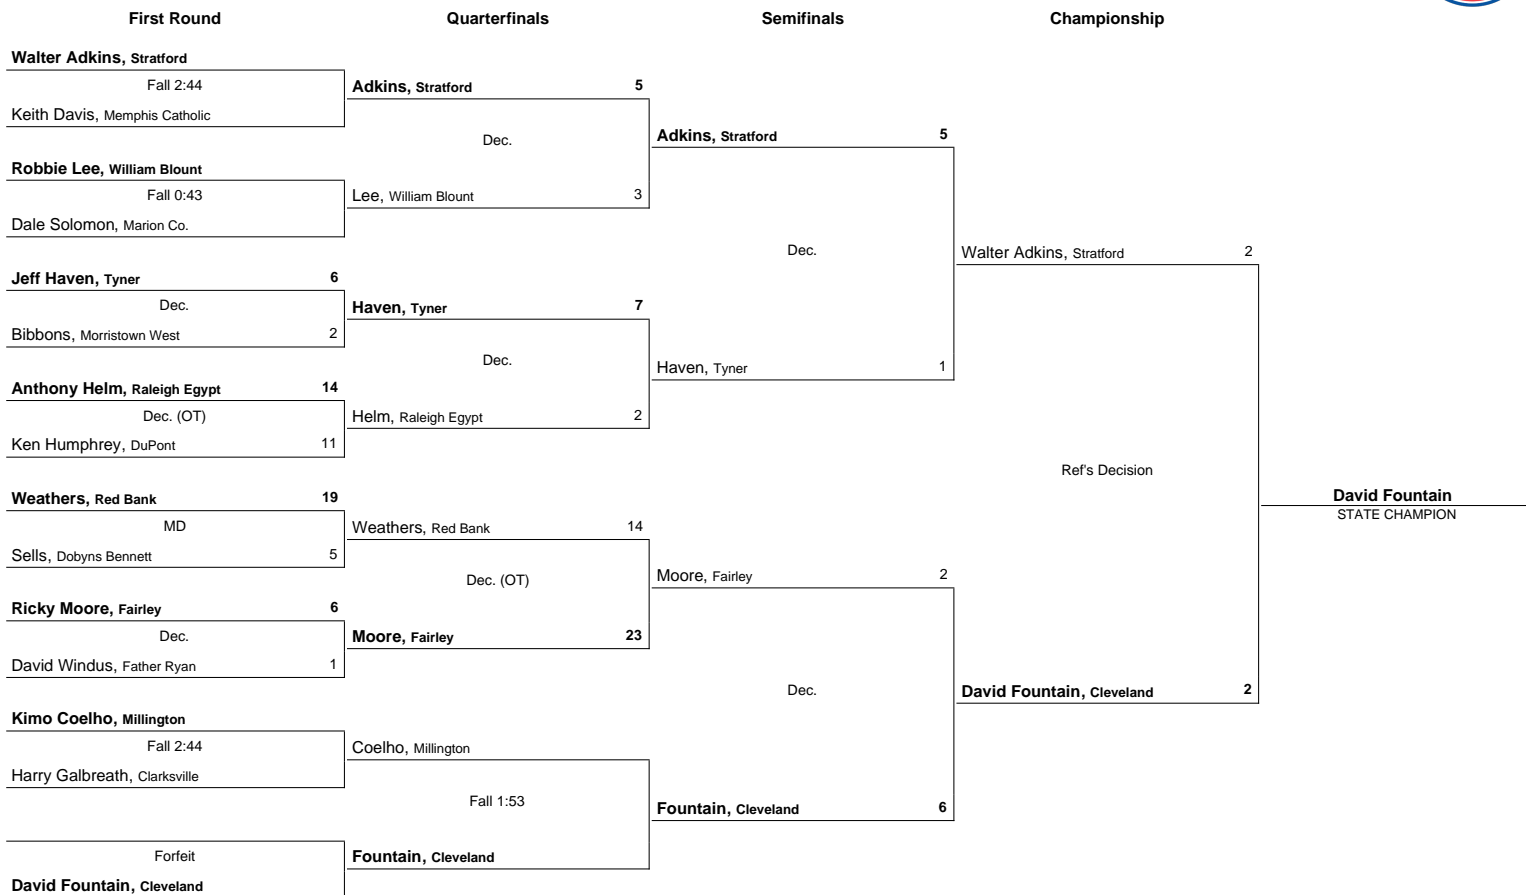 First Round Quarterfinals Semifinals Championship
Walter Adkins, Stratford
Fall 2:44
Adkins, Stratford 5
Keith Davis, Memphis Catholic
Dec.
Adkins, Stratford 5
Robbie Lee, William Blount
Fall 0:43
Lee, William Blount 3
Dale Solomon, Marion Co.
Dec.
Walter Adkins, Stratford 2
Jeff Haven, Tyner 6
Dec.
Haven, Tyner 7
Bibbons, Morristown West 2
Dec.
Haven, Tyner 1
Anthony Helm, Raleigh Egypt 14
Dec. (OT)
Helm, Raleigh Egypt 2
Ken Humphrey, DuPont 11
Ref's Decision
David Fountain
STATE CHAMPION
Weathers, Red Bank 19
MD
Weathers, Red Bank 14
Sells, Dobyns Bennett 5
Dec. (OT)
Moore, Fairley 2
Ricky Moore, Fairley 6
Dec.
Moore, Fairley 23
David Windus, Father Ryan 1
Dec.
David Fountain, Cleveland 2
Kimo Coelho, Millington
Fall 2:44
Coelho, Millington
Harry Galbreath, Clarksville
Fall 1:53
Fountain, Cleveland 6
Forfeit
Fountain, Cleveland
David Fountain, Cleveland